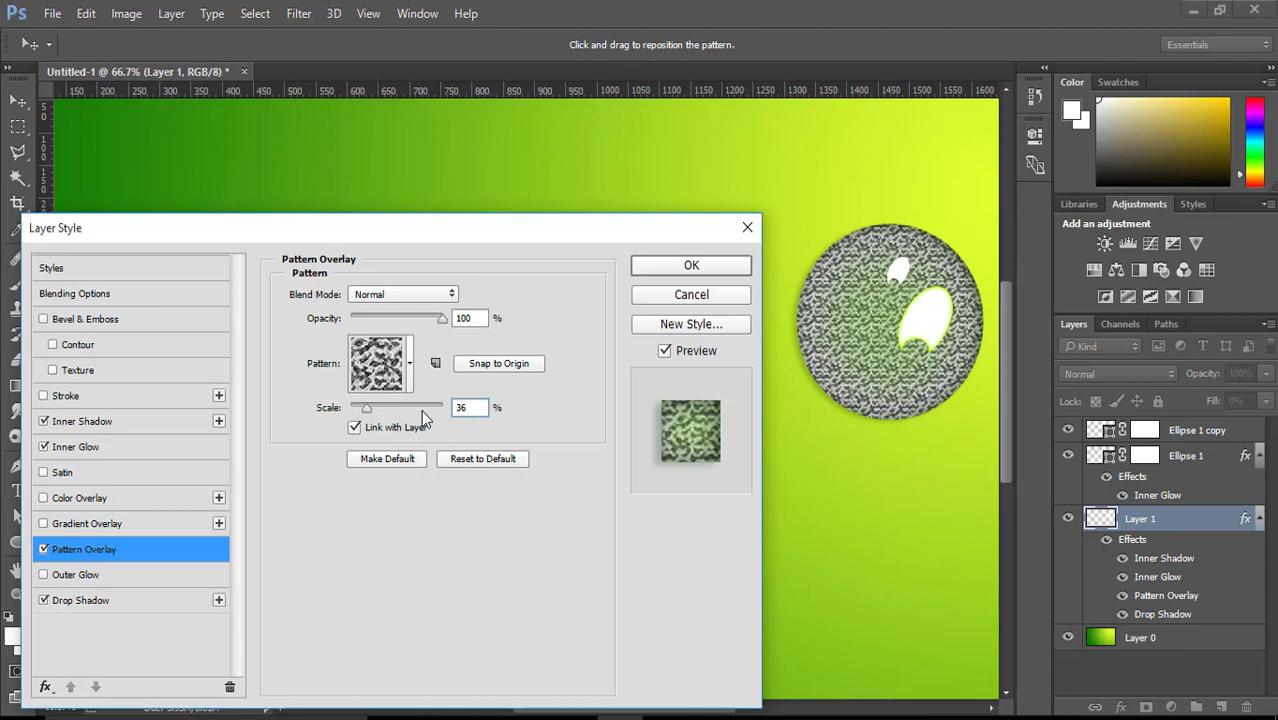 Ps File Edit Image Layer Type Select Filter 3D View Window Help
Click and drag to reposition the pattern.
Essentials
Untitled-1 @ 66.7% (Layer 1, RGB/8) * ×
300 350 400 450 500 550 600 650 700 750 800 850 900 950 1000 1050 1100 1150 1200 1250 1300 1350 1400 1450 1500 1550 1600
Color Swatches
Libraries Adjustments Styles
Add an adjustment
Layers Channels Paths
Kind
Normal Opacity: 100%
Lock: Fill: 100%
Ellipse 1 copy
Ellipse 1 fx
Effects
Inner Glow
Layer 1 fx
Effects
Inner Shadow
Inner Glow
Pattern Overlay
Drop Shadow
Layer 0
Layer Style
Styles
Blending Options
Bevel & Emboss
Contour
Texture
Stroke
Inner Shadow
Inner Glow
Satin
Color Overlay
Gradient Overlay
Pattern Overlay
Outer Glow
Drop Shadow
fx
Pattern Overlay
Pattern
Blend Mode: Normal
Opacity: 100 %
Pattern: Snap to Origin
Scale: 36 %
Link with Layer
Make Default Reset to Default
OK
Cancel
New Style...
Preview